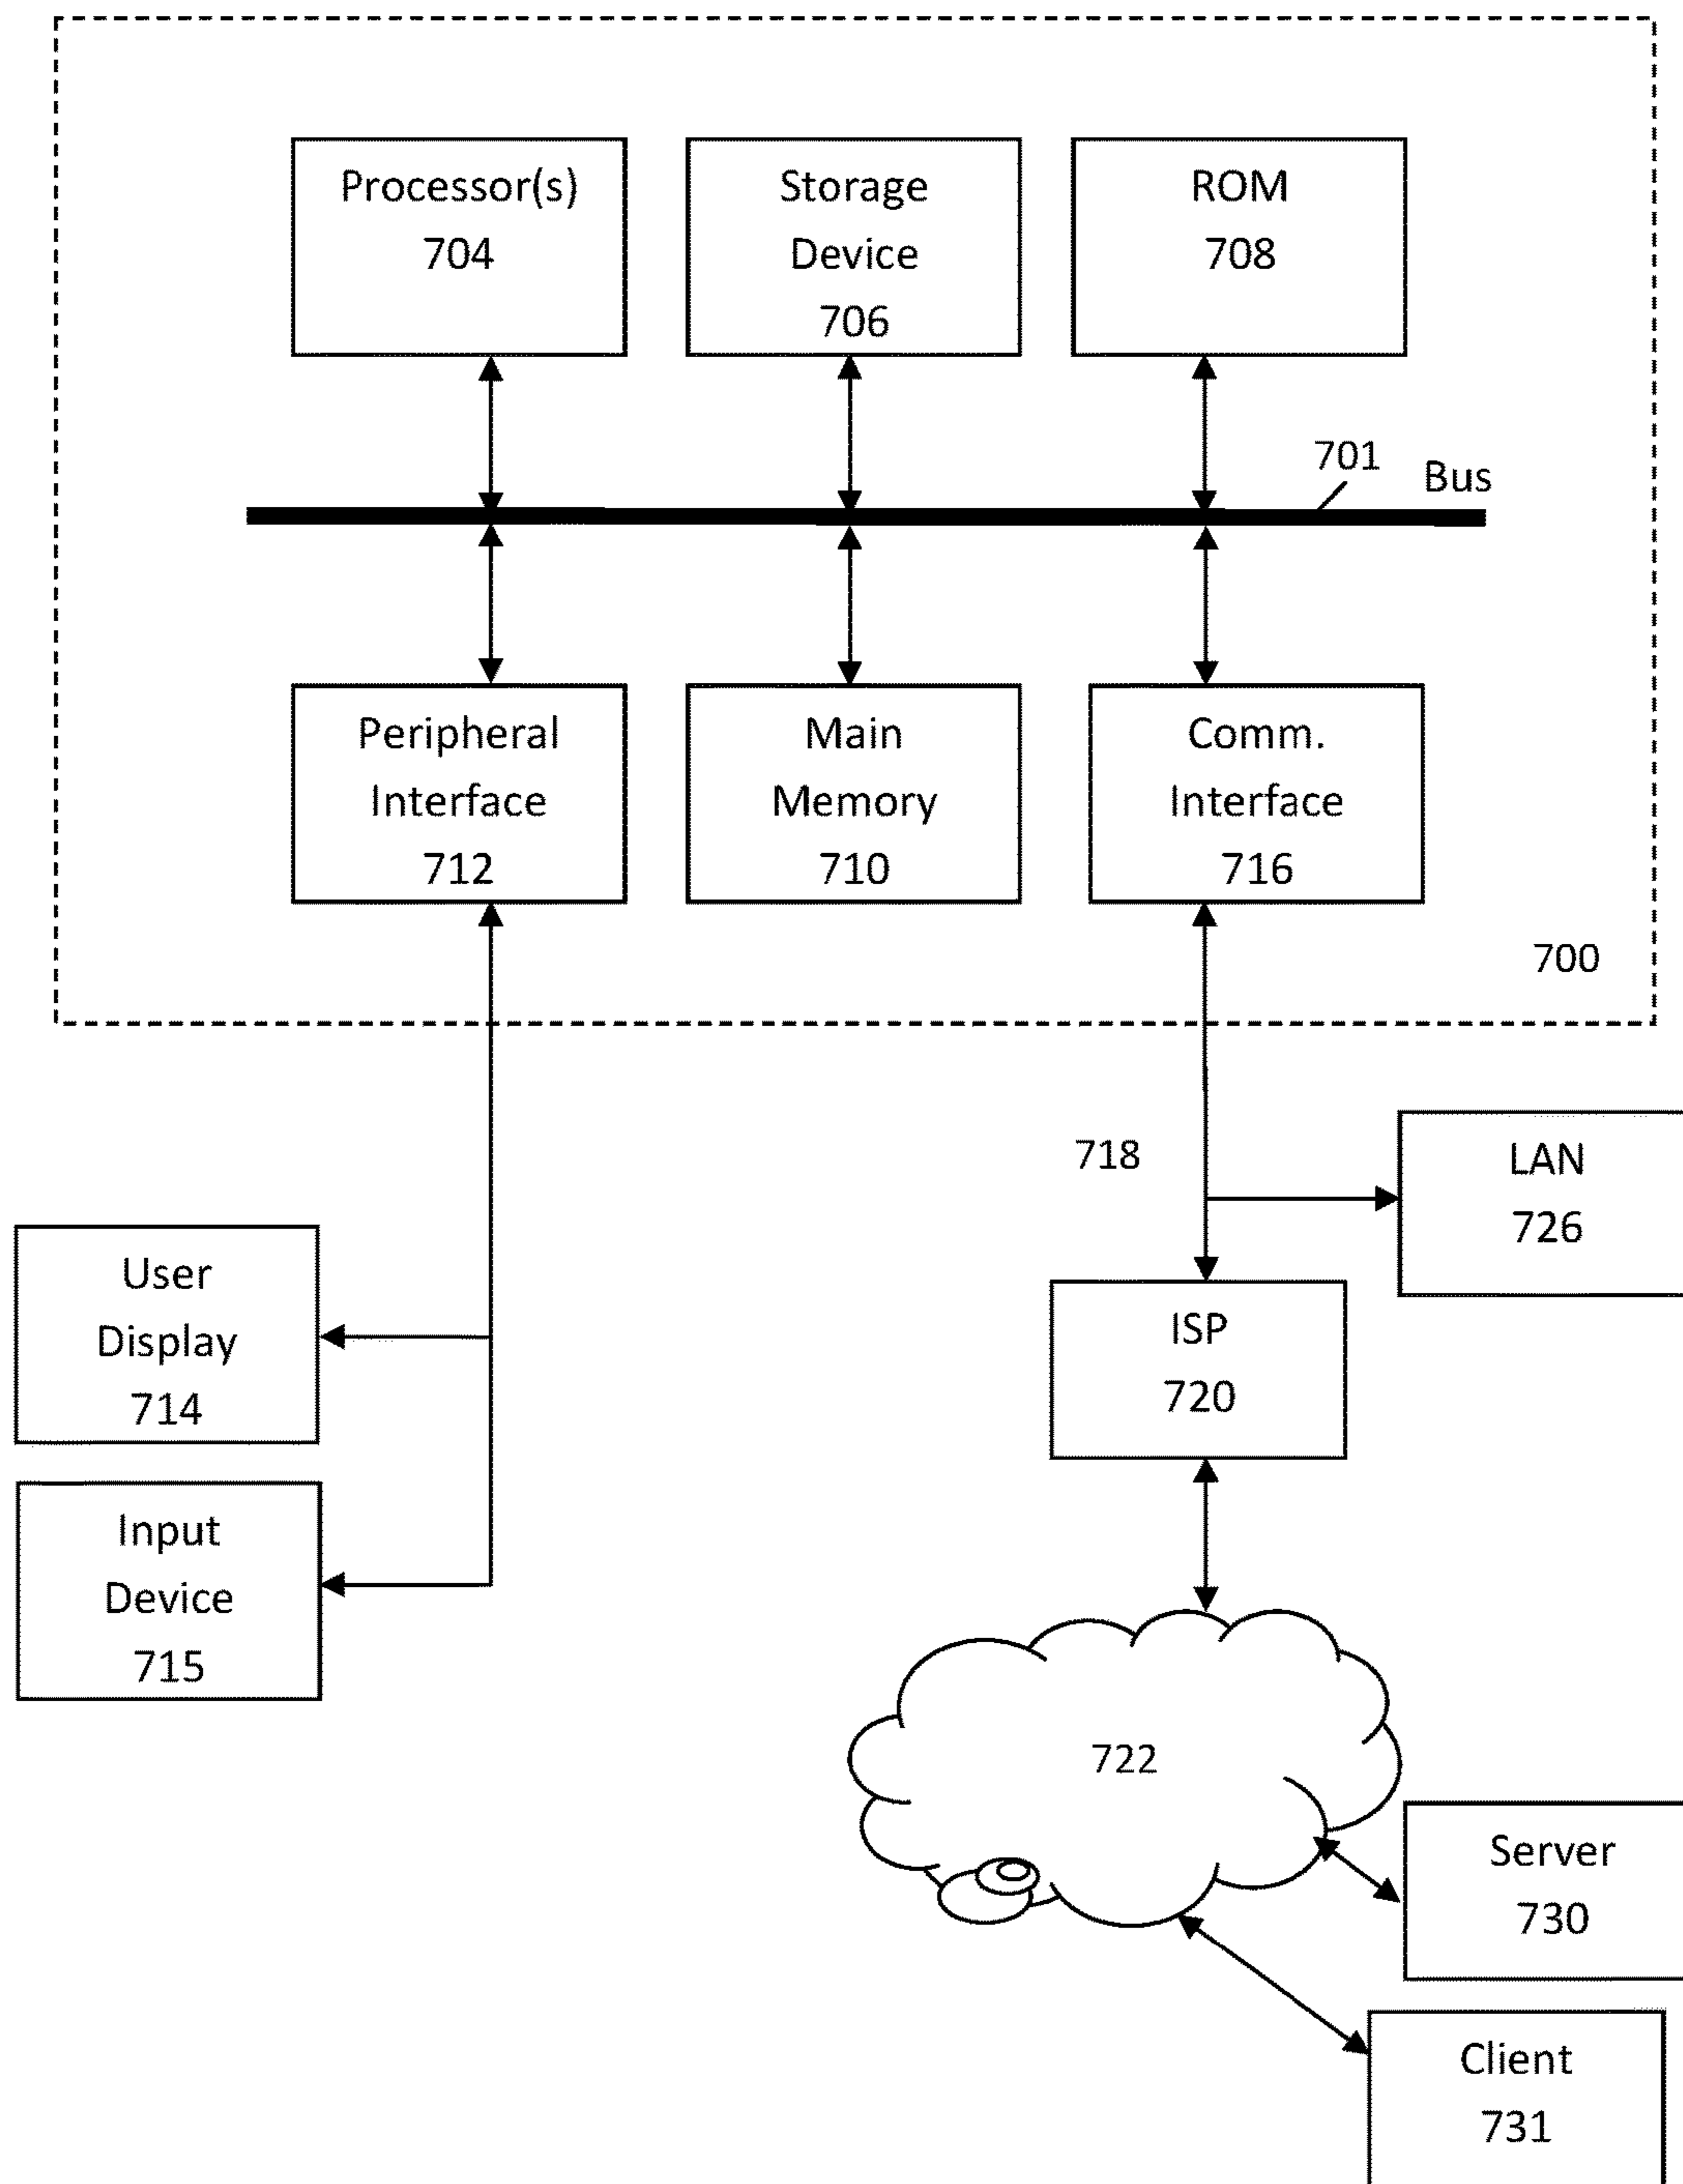 Processor(s)
704
Storage
Device
706
ROM
708
701
Bus
Peripheral
Interface
712
Main
Memory
710
Comm.
Interface
716
700
718
LAN
726
User
Display
714
ISP
720
Input
Device
715
722
Server
730
Client
731